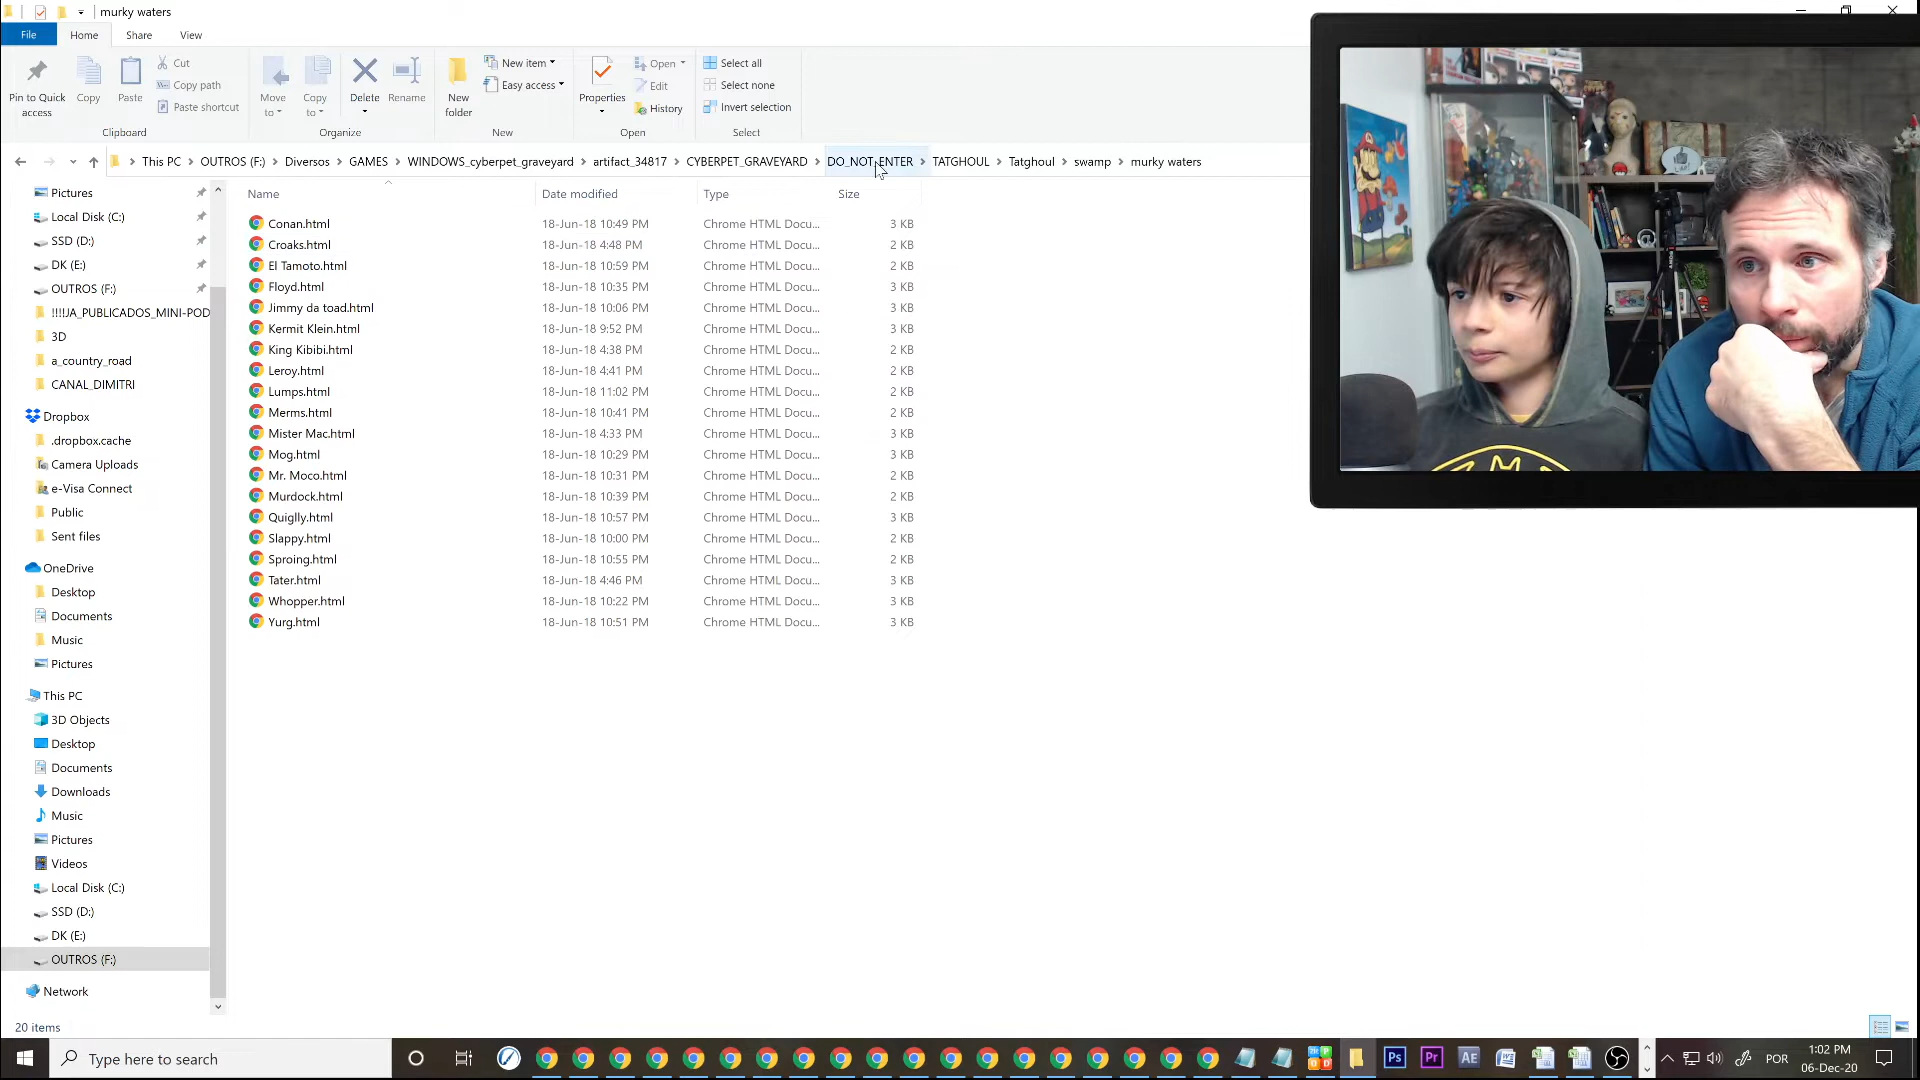 murky waters
File Home Share View
Pin to Quick access
Copy
Paste
Cut
Copy path
Paste shortcut
Clipboard
Move to
Copy to
Delete
Rename
Organize
New folder
New item
Easy access
New
Properties
Open
Edit
History
Open
Select all
Select none
Invert selection
Select
This PC > OUTROS (F:) > Diversos > GAMES > WINDOWS_cyberpet_graveyard > artifact_34817 > CYBERPET_GRAVEYARD > DO_NOT_ENTER > TATGHOUL > Tatghoul > swamp > murky waters
Pictures
Local Disk (C:)
SSD (D:)
DK (E:)
OUTROS (F:)
!!!!JA_PUBLICADOS_MINI-POD
3D
a_country_road
CANAL_DIMITRI
Dropbox
.dropbox.cache
Camera Uploads
e-Visa Connect
Public
Sent files
OneDrive
Desktop
Documents
Music
Pictures
This PC
3D Objects
Desktop
Documents
Downloads
Music
Pictures
Videos
Local Disk (C:)
SSD (D:)
DK (E:)
OUTROS (F:)
Network
Name Date modified Type Size
Conan.html 18-Jun-18 10:49 PM Chrome HTML Docu... 3 KB
Croaks.html 18-Jun-18 4:48 PM Chrome HTML Docu... 2 KB
El Tamoto.html 18-Jun-18 10:59 PM Chrome HTML Docu... 2 KB
Floyd.html 18-Jun-18 10:35 PM Chrome HTML Docu... 3 KB
Jimmy da toad.html 18-Jun-18 10:06 PM Chrome HTML Docu... 3 KB
Kermit Klein.html 18-Jun-18 9:52 PM Chrome HTML Docu... 3 KB
King Kibibi.html 18-Jun-18 4:38 PM Chrome HTML Docu... 2 KB
Leroy.html 18-Jun-18 4:41 PM Chrome HTML Docu... 2 KB
Lumps.html 18-Jun-18 11:02 PM Chrome HTML Docu... 2 KB
Merms.html 18-Jun-18 10:41 PM Chrome HTML Docu... 2 KB
Mister Mac.html 18-Jun-18 4:33 PM Chrome HTML Docu... 2 KB
Mog.html 18-Jun-18 10:29 PM Chrome HTML Docu... 3 KB
Mr. Moco.html 18-Jun-18 10:31 PM Chrome HTML Docu... 2 KB
Murdock.html 18-Jun-18 10:39 PM Chrome HTML Docu... 2 KB
Quiglly.html 18-Jun-18 10:57 PM Chrome HTML Docu... 3 KB
Slappy.html 18-Jun-18 10:00 PM Chrome HTML Docu... 2 KB
Sproing.html 18-Jun-18 10:55 PM Chrome HTML Docu... 2 KB
Tater.html 18-Jun-18 4:46 PM Chrome HTML Docu... 3 KB
Whopper.html 18-Jun-18 10:22 PM Chrome HTML Docu... 3 KB
Yurg.html 18-Jun-18 10:51 PM Chrome HTML Docu... 3 KB
20 items
Type here to search
Ps Pr AE
POR
1:02 PM
06-Dec-20